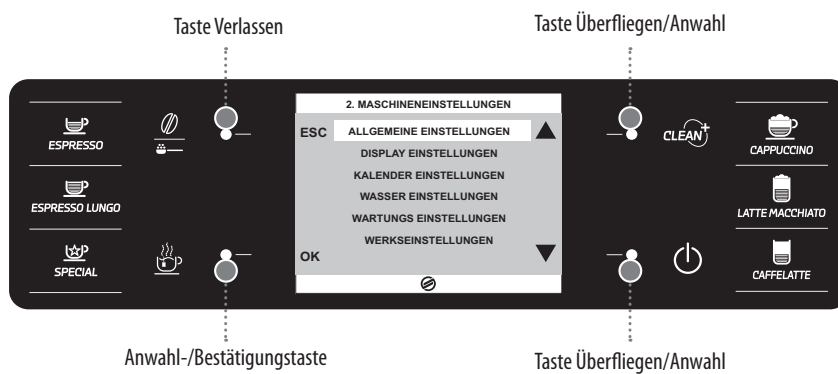 Taste Verlassen
Taste Überfliegen/Anwahl
2. MASCHINENEINSTELLUNGEN
ESC
ALLGEMEINE EINSTELLUNGEN
DISPLAY EINSTELLUNGEN
KALENDER EINSTELLUNGEN
WASSER EINSTELLUNGEN
WARTUNGS EINSTELLUNGEN
WERKSEINSTELLUNGEN
OK
ESPRESSO
ESPRESSO LUNGO
SPECIAL
CLEAN+
CAPPUCCINO
LATTE MACCHIATO
CAFFELATTE
Anwahl-/Bestätigungstaste
Taste Überfliegen/Anwahl